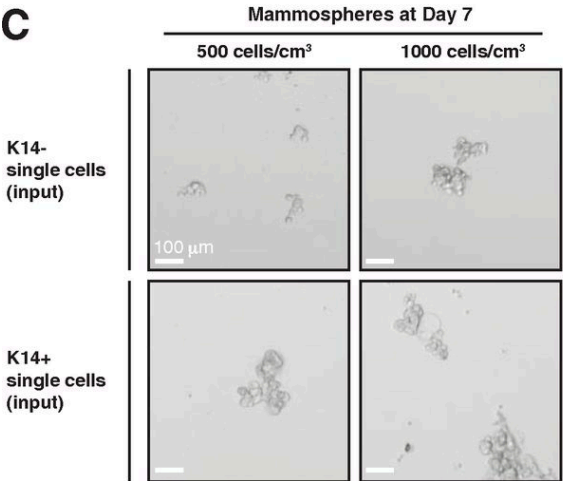 C
Mammospheres at Day 7
500 cells/cm³
1000 cells/cm³
K14-
single cells
(input)
100 μm
K14+
single cells
(input)